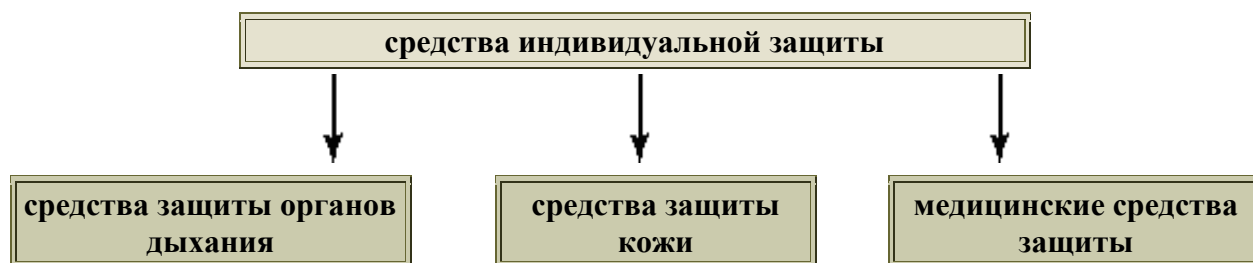 средства индивидуальной защиты
средства защиты органов
дыхания
средства защиты
кожи
медицинские средства
защиты